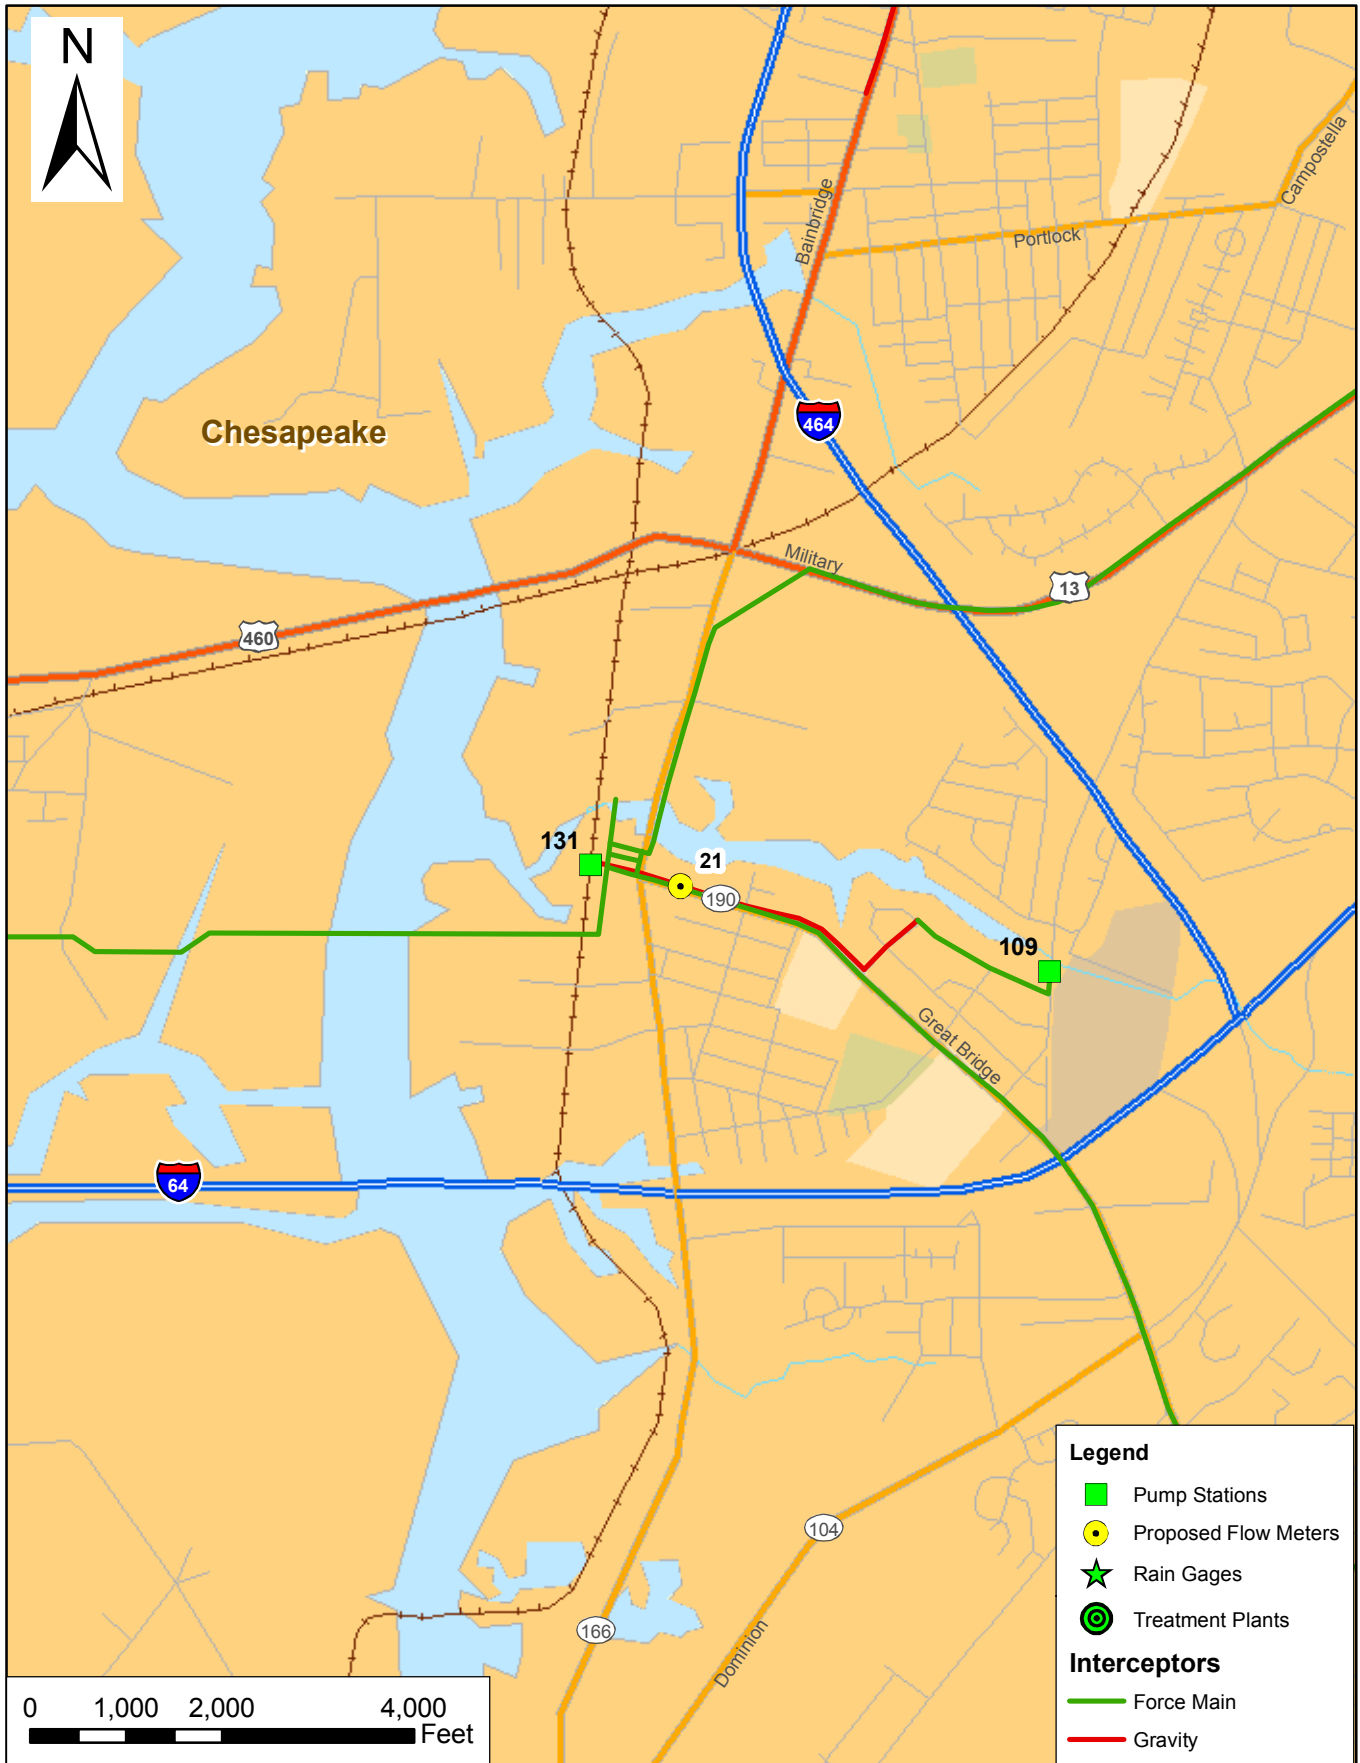 N
Bainbridge
Campostella
Portlock
464
Chesapeake
Military
13
460
131
21
190
109
Great Bridge
64
104
166
Dominion
Legend
Pump Stations
Proposed Flow Meters
Rain Gages
Treatment Plants
Interceptors
Force Main
Gravity
0 1,000 2,000 4,000
Feet